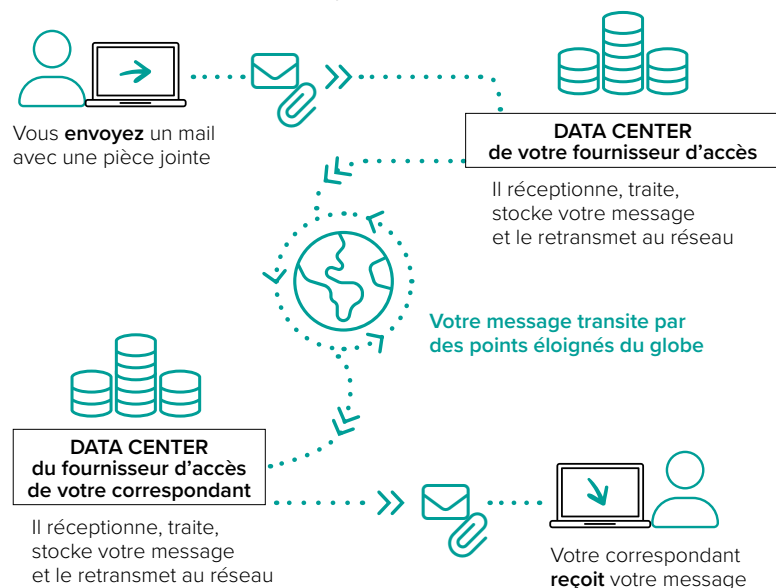 Vous envoyez un mail
avec une pièce jointe
DATA CENTER
de votre fournisseur d’accès
Il réceptionne, traite,
stocke votre message
et le retransmet au réseau
Votre message transite par
des points éloignés du globe
DATA CENTER
du fournisseur d’accès
de votre correspondant
Il réceptionne, traite,
stocke votre message
et le retransmet au réseau
Votre correspondant
reçoit votre message